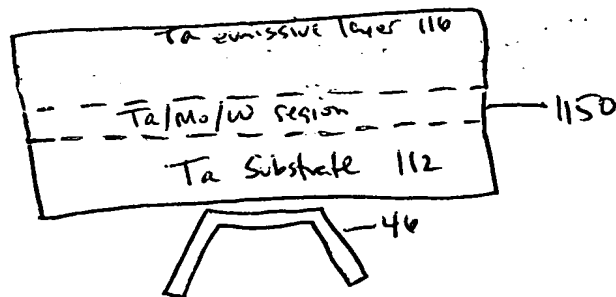 Ta emissive layer 116
Ta/Mo/W region
1150
Ta Substrate 112
46